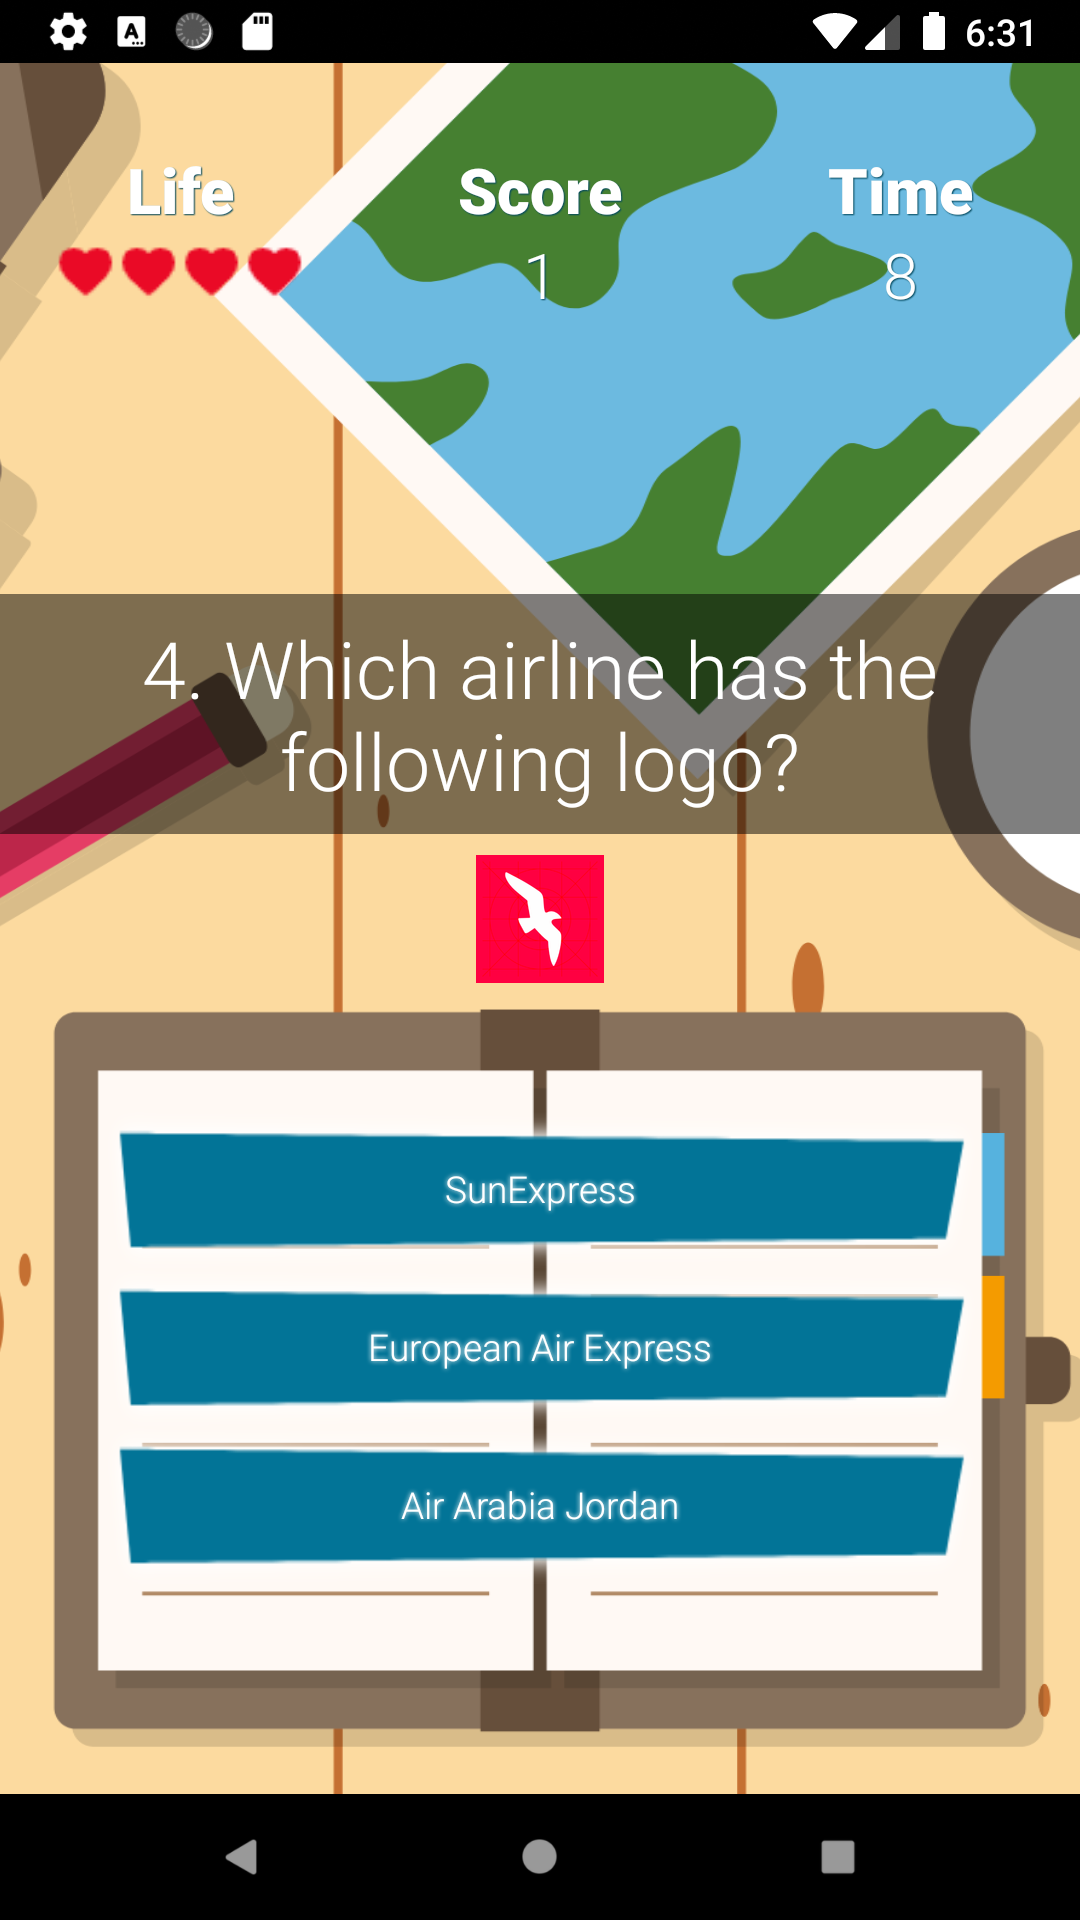 6:31
Life
Score
Time
1
8
4. Which airline has the
following logo?
SunExpress
European Air Express
Air Arabia Jordan